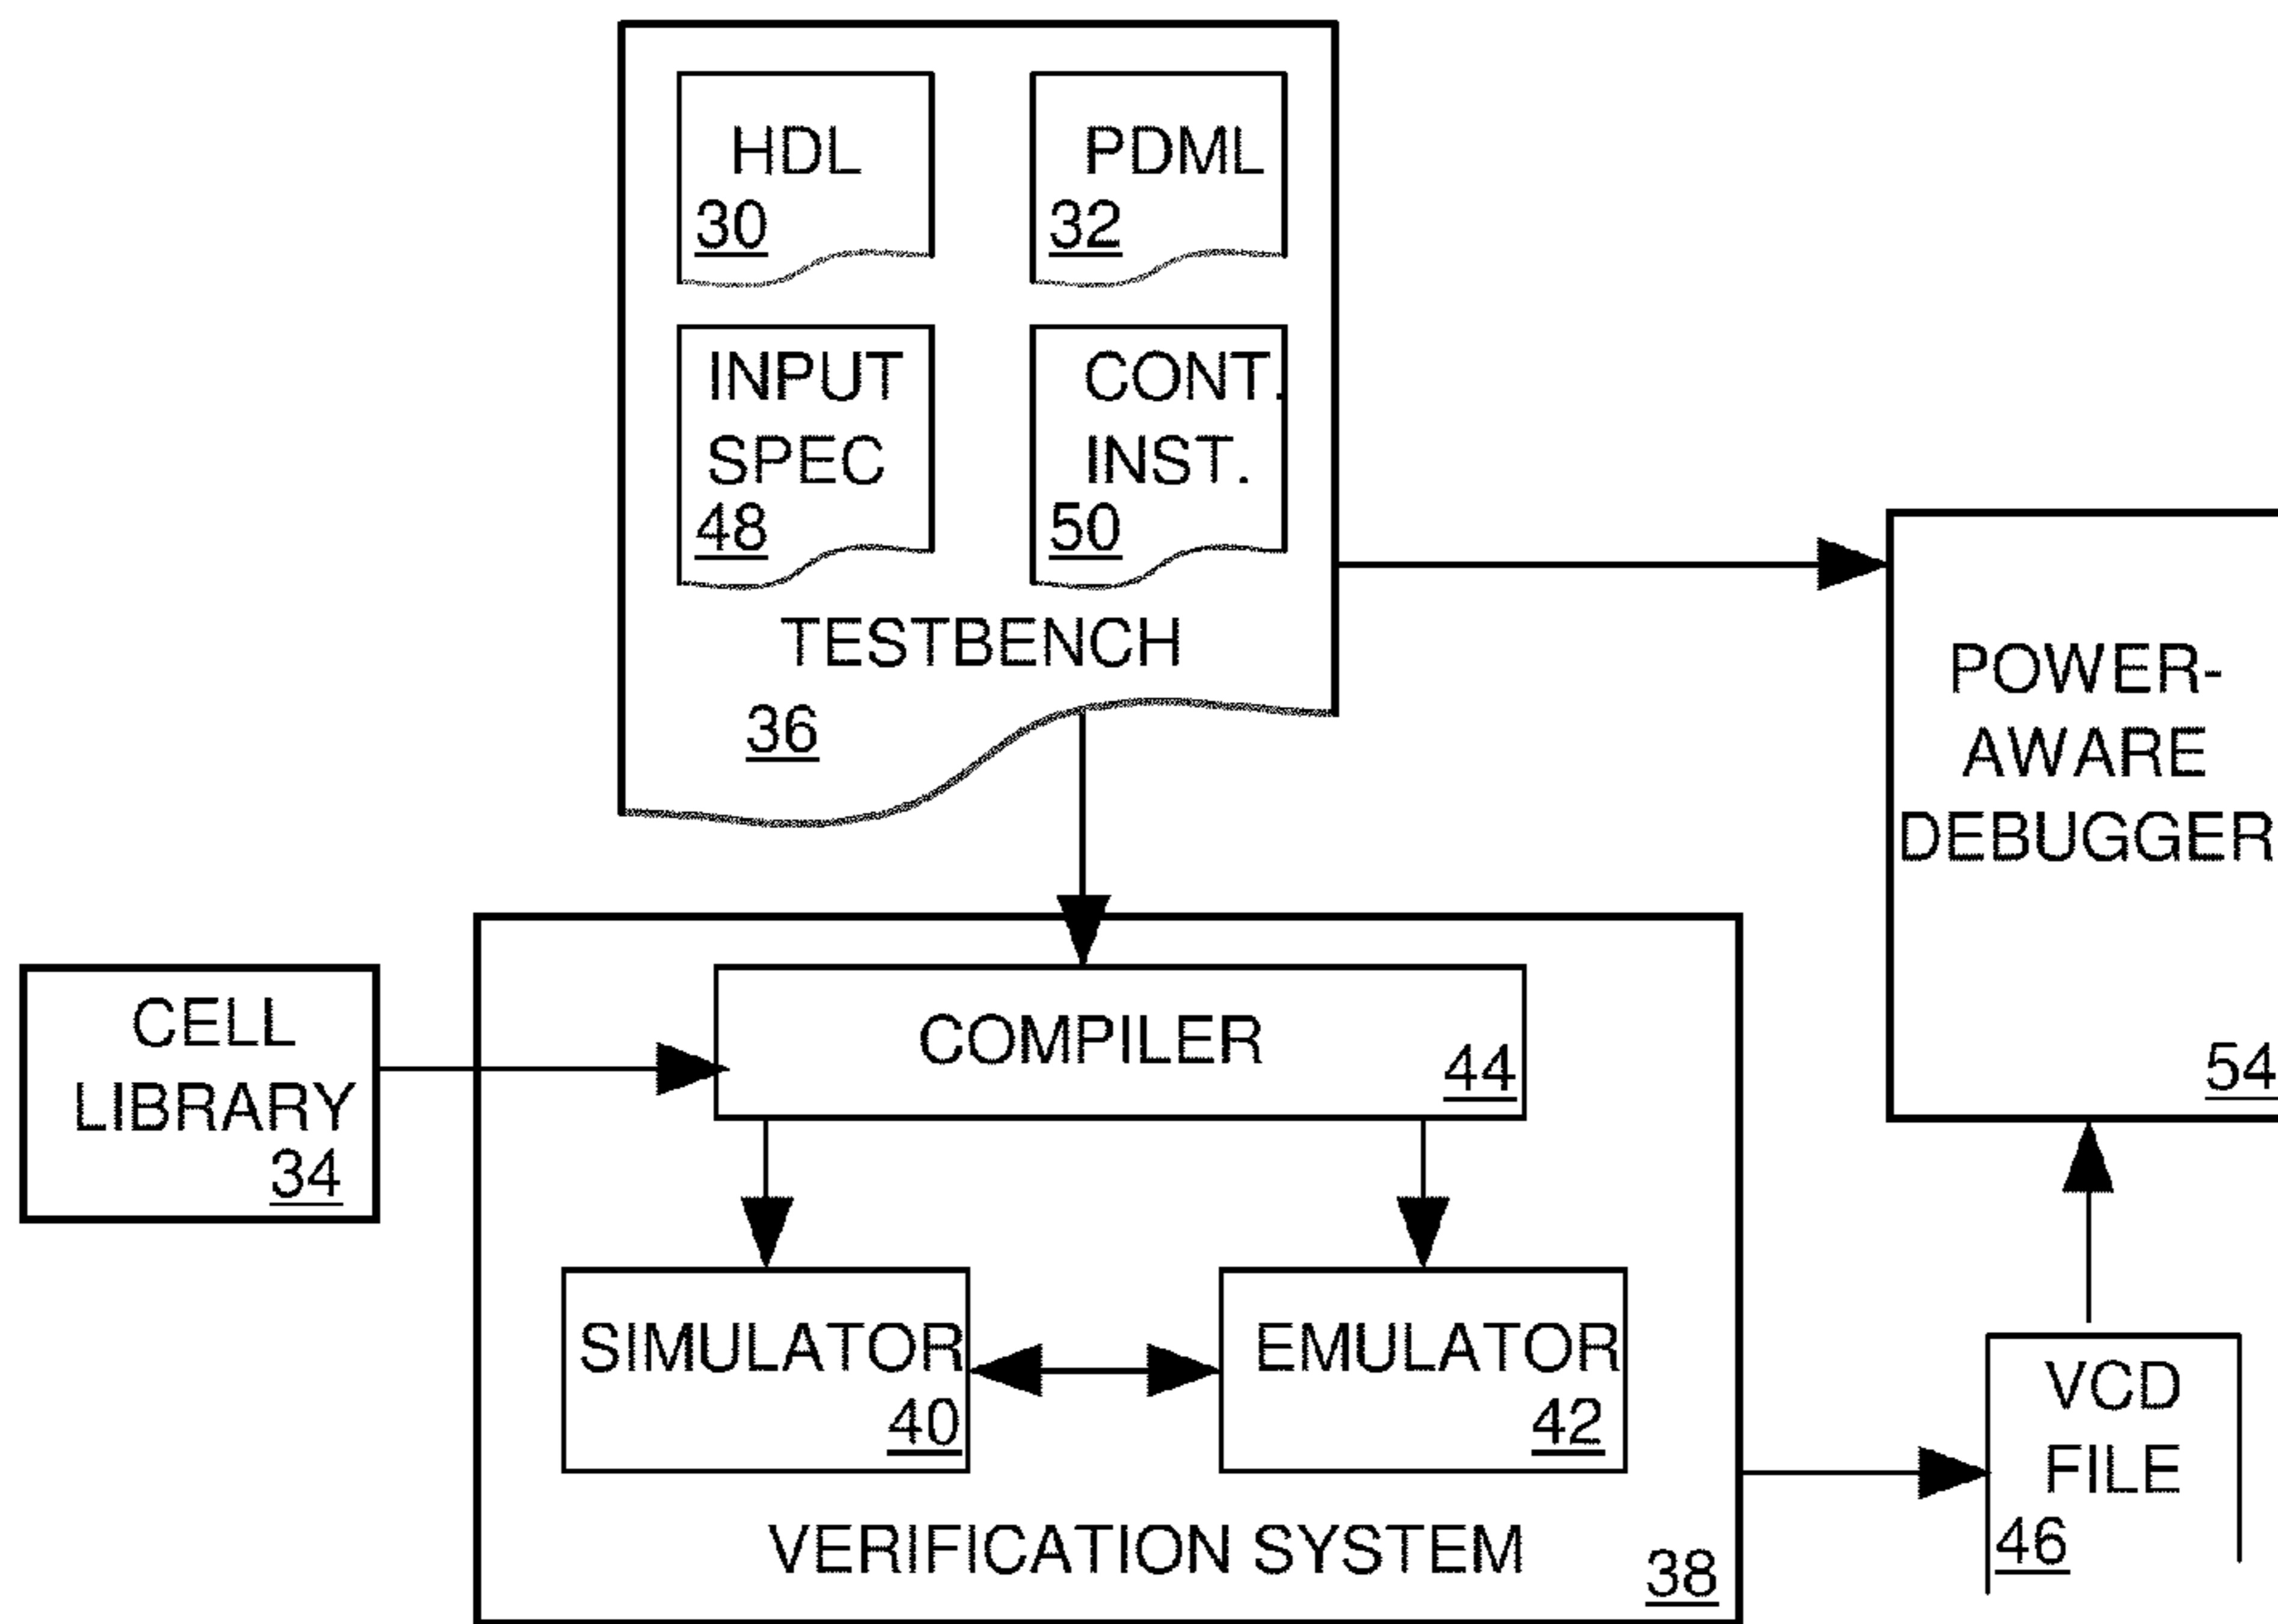 HDL
30
PDML
32
INPUT
SPEC
48
CONT.
INST.
50
TESTBENCH
36
POWER-
AWARE
DEBUGGER
54
CELL
LIBRARY
34
COMPILER
44
SIMULATOR
40
EMULATOR
42
VERIFICATION SYSTEM
38
VCD
FILE
46